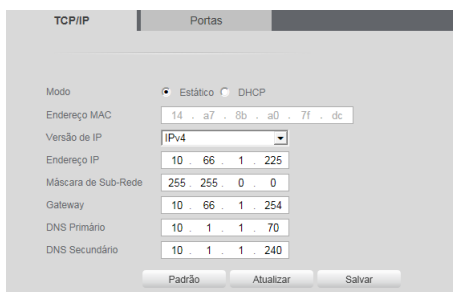 TCP/IP Portas
Modo Estático DHCP
Endereço MAC 14 . a7 . 8b . a0 . 7f . dc
Versão de IP IPv4
Endereço IP 10 . 66 . 1 . 225
Máscara de Sub-Rede 255 . 255 . 0 . 0
Gateway 10 . 66 . 1 . 254
DNS Primário 10 . 1 . 1 . 70
DNS Secundário 10 . 1 . 1 . 240
Padrão Atualizar Salvar